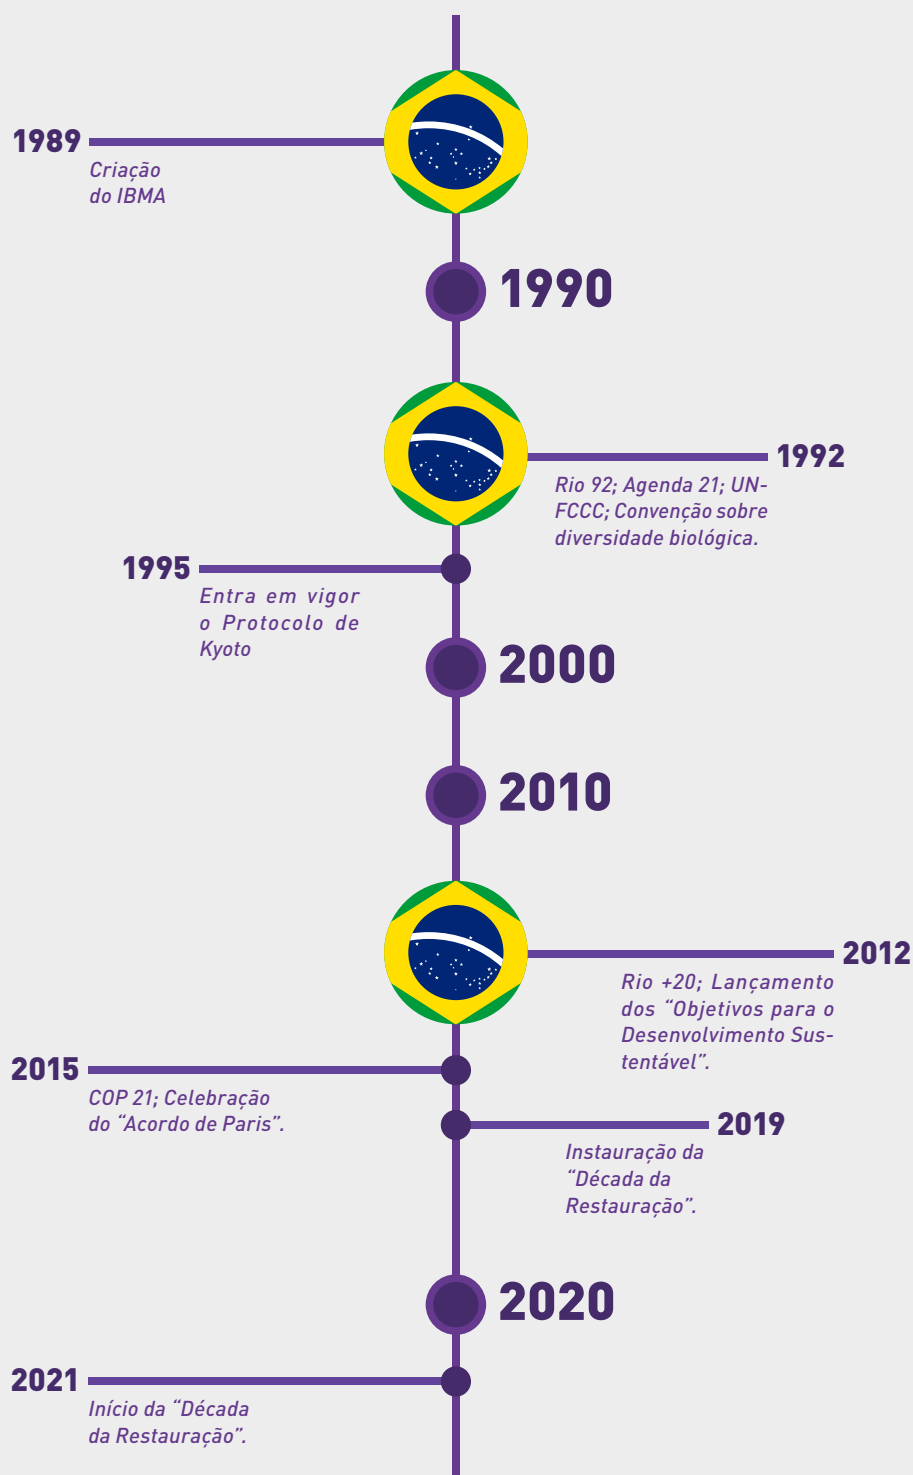 1989
Criação
do IBMA
1990
1992
Rio 92; Agenda 21; UN-
FCCC; Convenção sobre
diversidade biológica.
1995
Entra em vigor
o Protocolo de
Kyoto
2000
2010
2012
Rio +20; Lançamento
dos “Objetivos para o
Desenvolvimento Sus-
tentável”.
2015
COP 21; Celebração
do “Acordo de Paris”.
2019
Instauração da
“Década da
Restauração”.
2020
2021
Início da “Década
da Restauração”.